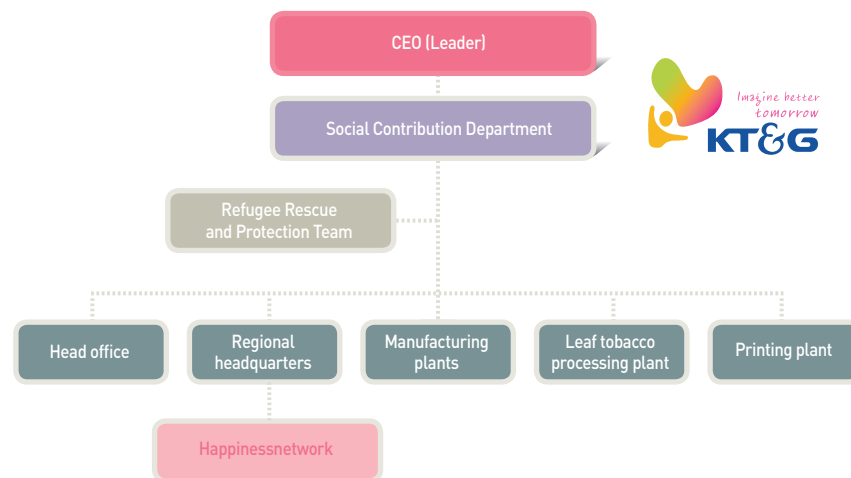 CEO (Leader)
Imagine better
tomorrow
KT&G
Social Contribution Department
Refugee Rescue
and Protection Team
Head office
Regional
headquarters
Manufacturing
plants
Leaf tobacco
processing plant
Printing plant
Happinessnetwork